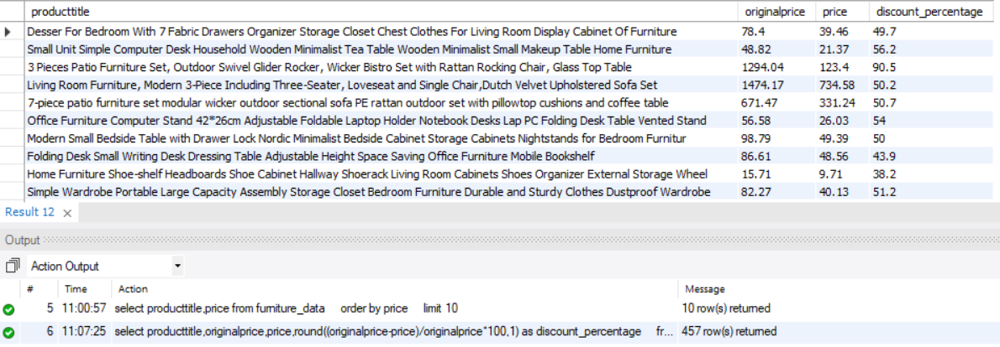 producttitle originalprice price discount_percentage
Desser For Bedroom With 7 Fabric Drawers Organizer Storage Closet Chest Clothes For Living Room Display Cabinet Of Furniture 78.4 39.46 49.7
Small Unit Simple Computer Desk Household Wooden Minimalist Tea Table Wooden Minimalist Small Makeup Table Home Furniture 48.82 21.37 56.2
3 Pieces Patio Furniture Set, Outdoor Swivel Glider Rocker, Wicker Bistro Set with Rattan Rocking Chair, Glass Top Table 1294.04 123.4 90.5
Living Room Furniture, Modern 3-Piece Including Three-Seater, Loveseat and Single Chair,Dutch Velvet Upholstered Sofa Set 1474.17 734.58 50.2
7-piece patio furniture set modular wicker outdoor sectional sofa PE rattan outdoor set with pillowtop cushions and coffee table 671.47 331.24 50.7
Office Furniture Computer Stand 42*26cm Adjustable Foldable Laptop Holder Notebook Desks Lap PC Folding Desk Table Vented Stand 56.58 26.03 54
Modern Small Bedside Table with Drawer Lock Nordic Minimalist Bedside Cabinet Storage Cabinets Nightstands for Bedroom Furnitur 98.79 49.39 50
Folding Desk Small Writing Desk Dressing Table Adjustable Height Space Saving Office Furniture Mobile Bookshelf 86.61 48.56 43.9
Home Furniture Shoe-shelf Headboards Shoe Cabinet Hallway Shoerack Living Room Cabinets Shoes Organizer External Storage Wheel 15.71 9.71 38.2
Simple Wardrobe Portable Large Capacity Assembly Storage Closet Bedroom Furniture Durable and Sturdy Clothes Dustproof Wardrobe 82.27 40.13 51.2
Result 12
Output
Action Output
# Time Action Message
5 11:00:57 select producttitle,price from furniture_data order by price limit 10 10 row(s) returned
6 11:07:25 select producttitle,originalprice,price,round((originalprice-price)/originalprice*100,1) as discount_percentage fr... 457 row(s) returned